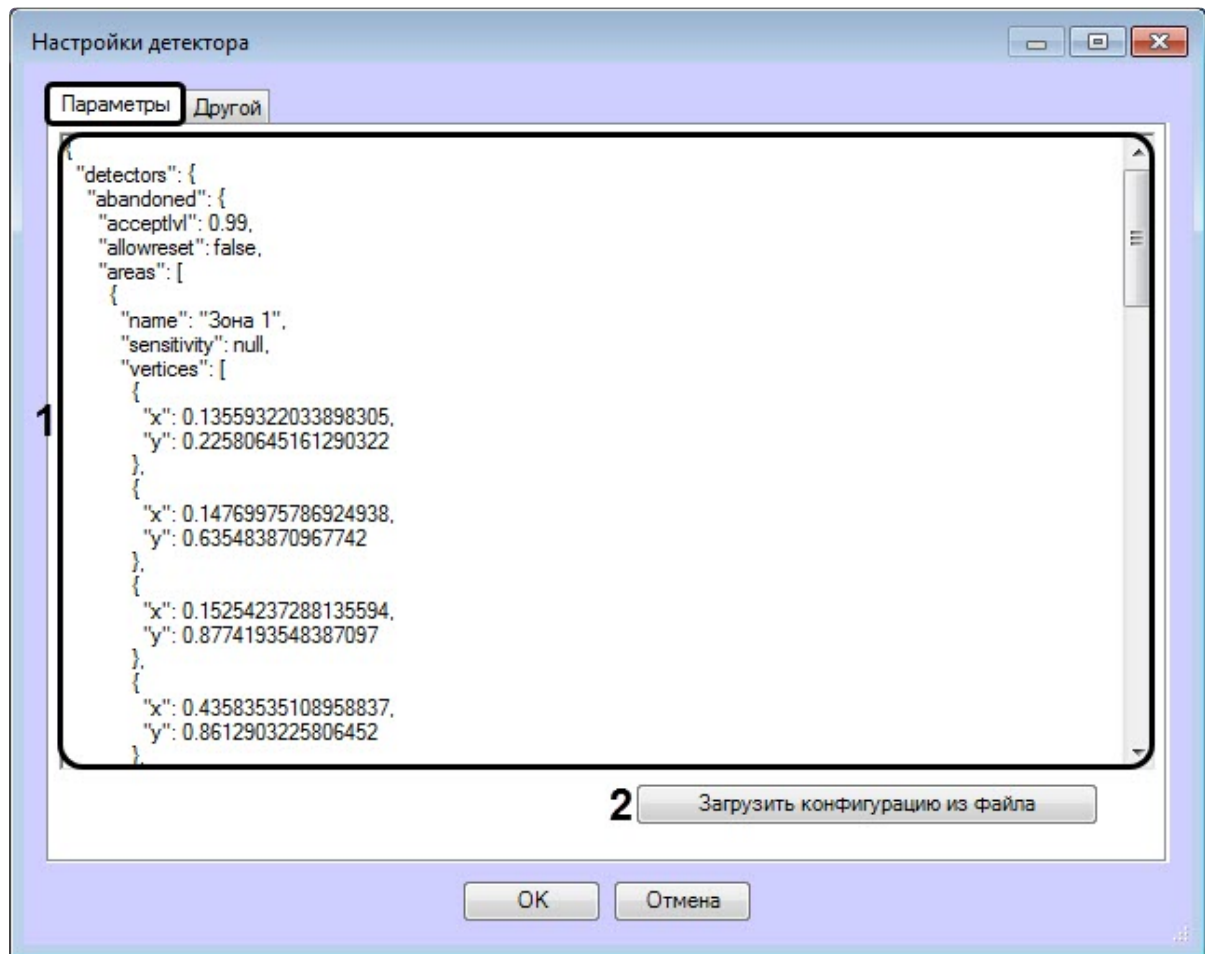 Настройки детектора
Параметры Другой
{
"detectors": {
"abandoned": {
"acceptlvl": 0.99,
"allowreset": false,
"areas": [
{
"name": "Зона 1",
"sensitivity": null,
"vertices": [
{
"x": 0.13559322033898305,
"y": 0.22580645161290322
},
{
"x": 0.14769975786924938,
"y": 0.635483870967742
},
{
"x": 0.15254237288135594,
"y": 0.8774193548387097
},
{
"x": 0.43583535108958837,
"y": 0.8612903225806452
},
1
2 Загрузить конфигурацию из файла
OK Отмена